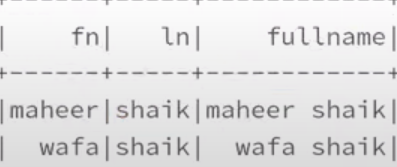 +------+-----+------------+
|    fn|   ln|    fullname|
+------+-----+------------+
|maheer|shaik|maheer shaik|
|  wafa|shaik|  wafa shaik|